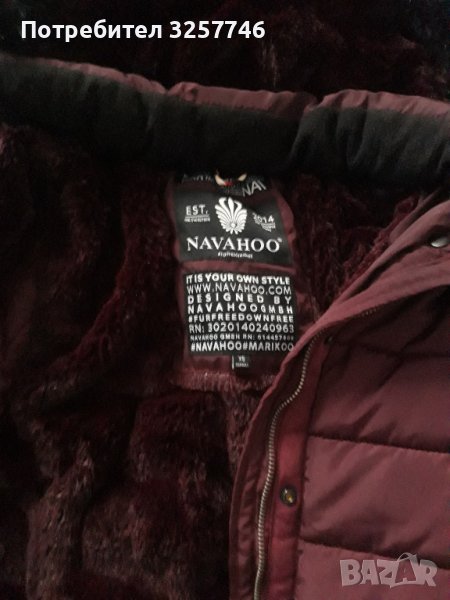 Потребител 3257746
EST.
2014
NAVAHOO
IT IS YOUR OWN STYLE
WWW.NAVAHOO.COM
DESIGNED BY
NAVAHOOGMBH
#FURFREEDOWNFREE
RN: 3020140240963
#NAVAHOO#MARIKOO
BAZAR